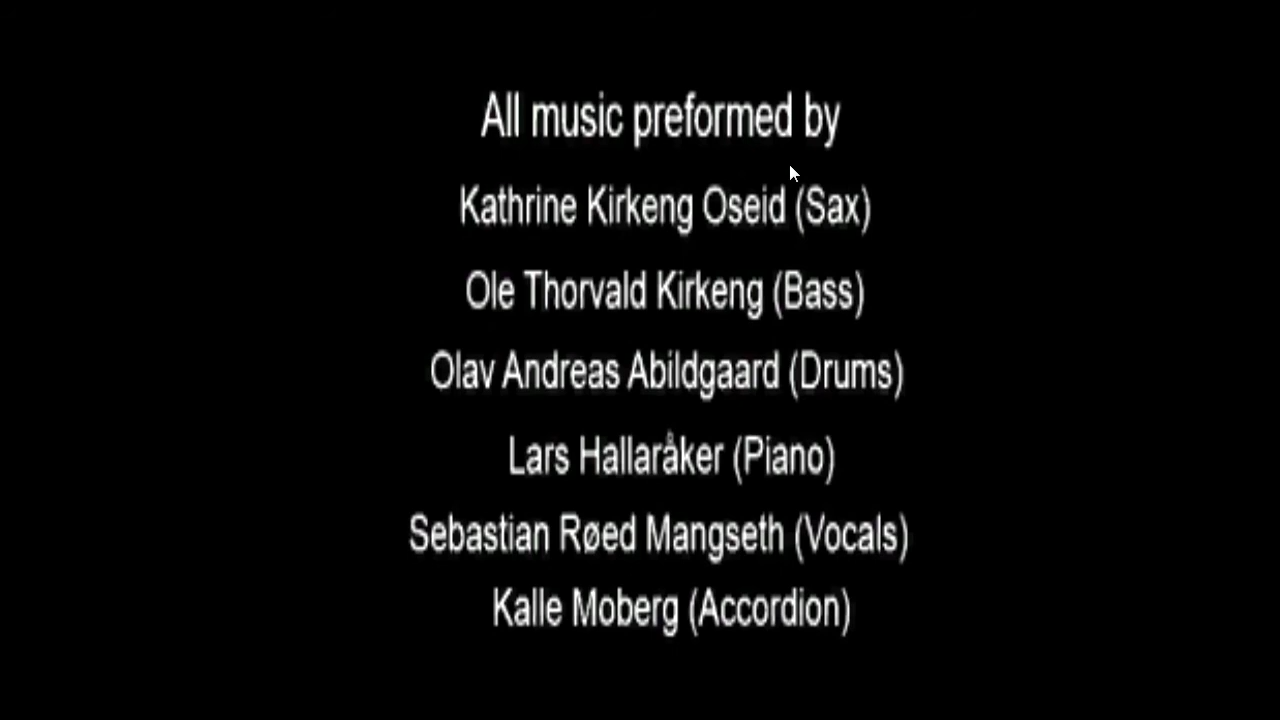 All music preformed by
Kathrine Kirkeng Oseid (Sax)
Ole Thorvald Kirkeng (Bass)
Olav Andreas Abildgaard (Drums)
Lars Hallaråker (Piano)
Sebastian Røed Mangseth (Vocals)
Kalle Moberg (Accordion)